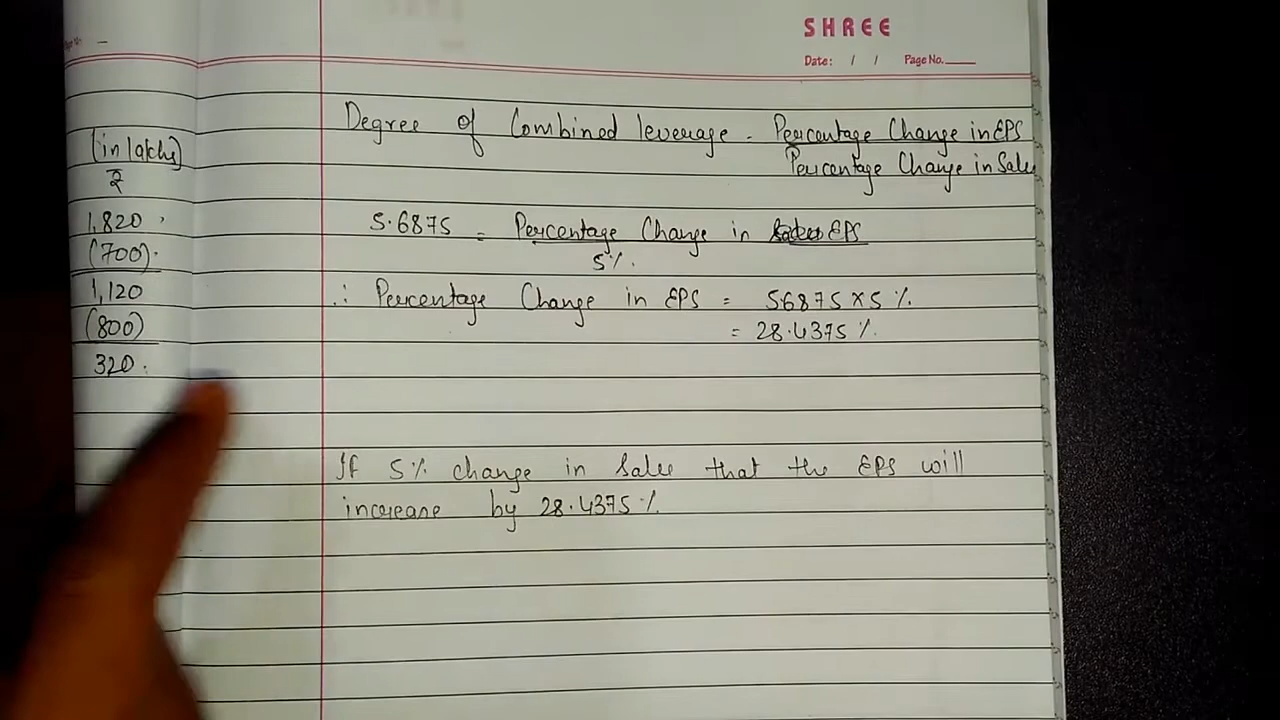 SHREE
Date: / / Page No.
(in lakhs)
₹
1,820
(700)
1,120
(800)
320
Degree of Combined leverage = Percentage Change in EPS
Percentage Change in Sales
5.6875 = Percentage Change in EPS
5%
∴ Percentage Change in EPS = 56875 x 5 %
= 28.4375 %
If 5% change in Sales that the EPS will
increase by 28.4375 %